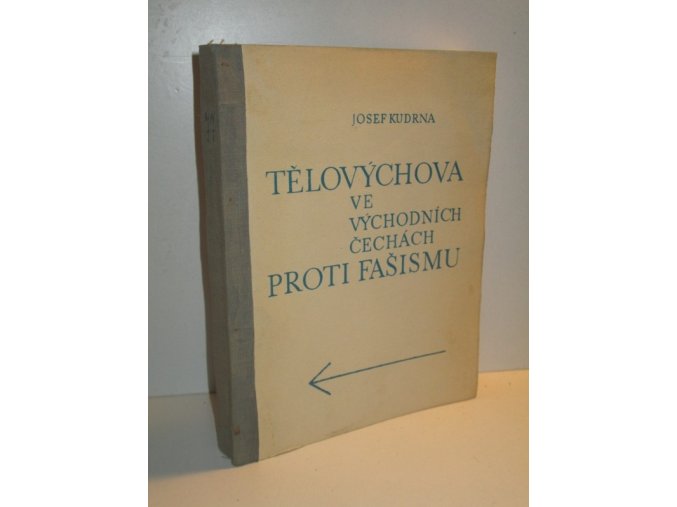 JOSEF KUDRNA
TĚLOVÝCHOVA
VE
VÝCHODNÍCH
ČECHÁCH
PROTI FAŠISMU